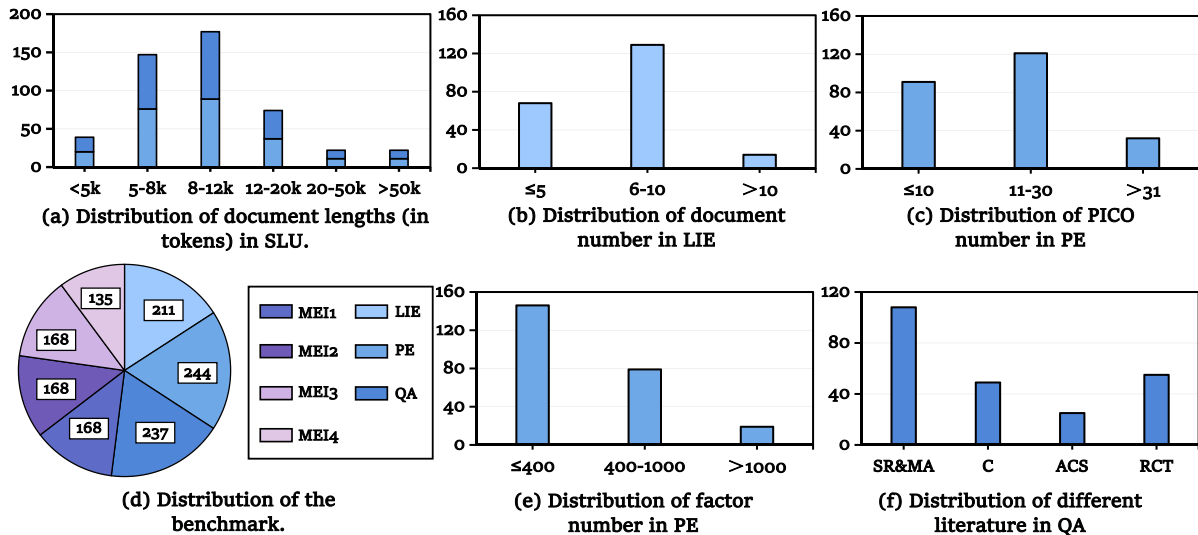 200
150
100
50
0
<5k 5-8k 8-12k 12-20k 20-50k >50k
(a) Distribution of document lengths (in
tokens) in SLU.
160
120
80
40
0
≤5 6-10 >10
(b) Distribution of document
number in LIE
160
120
80
40
0
≤10 11-30 >31
(c) Distribution of PICO
number in PE
135
211
168
244
168
168
237
MEI1 LIE
MEI2 PE
MEI3 QA
MEI4
(d) Distribution of the
benchmark.
160
120
80
40
0
≤400 400-1000 >1000
(e) Distribution of factor
number in PE
120
80
40
0
SR&MA C ACS RCT
(f) Distribution of different
literature in QA